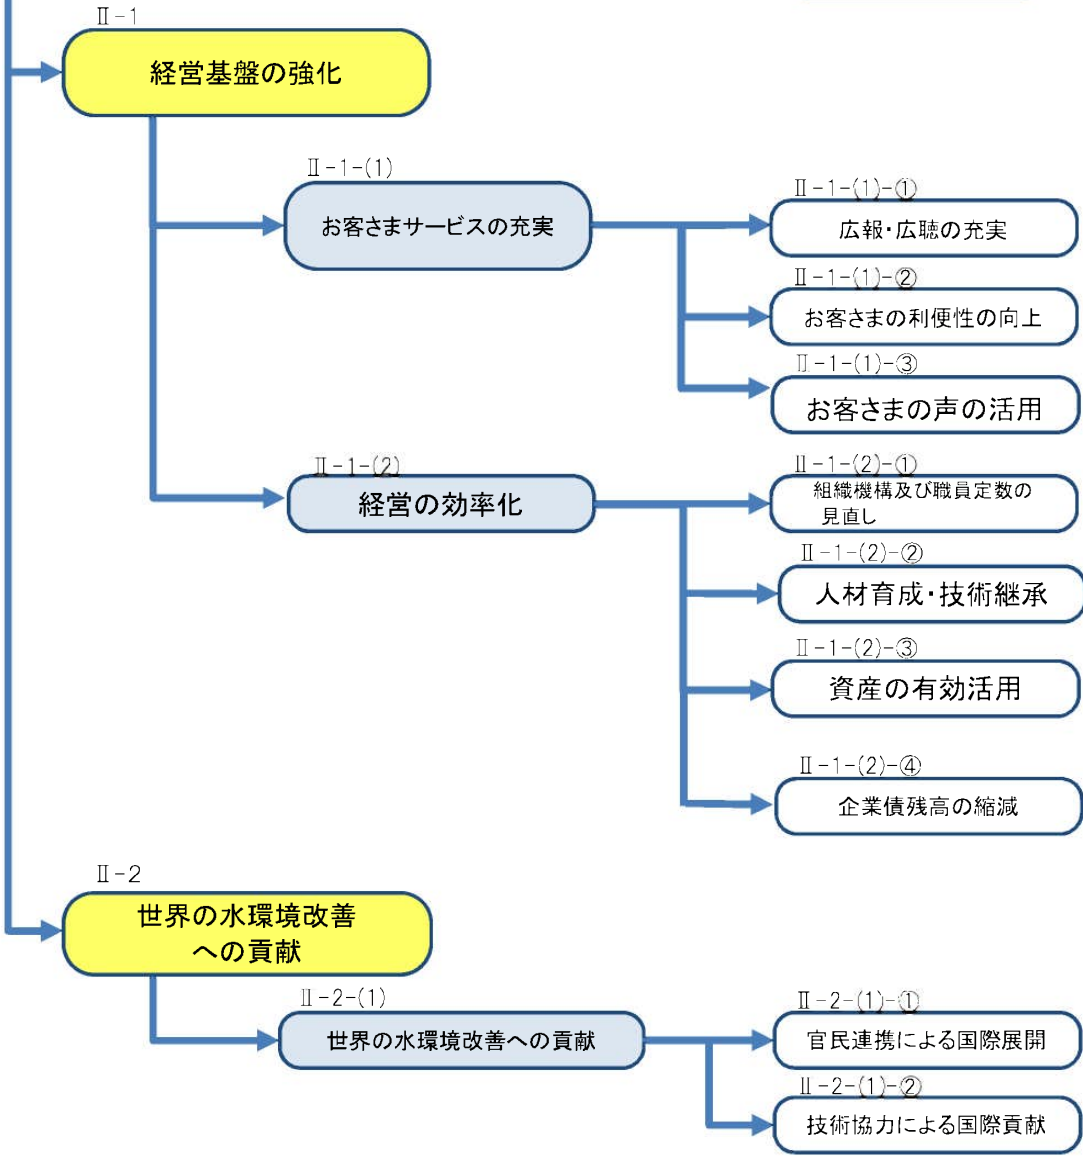 Ⅱ-1
経営基盤の強化
Ⅱ-1-(1)
お客さまサービスの充実
Ⅱ-1-(1)-①
広報・広聴の充実
Ⅱ-1-(1)-②
お客さまの利便性の向上
Ⅱ-1-(1)-③
お客さまの声の活用
Ⅱ-1-(2)
経営の効率化
Ⅱ-1-(2)-①
組織機構及び職員定数の
見直し
Ⅱ-1-(2)-②
人材育成・技術継承
Ⅱ-1-(2)-③
資産の有効活用
Ⅱ-1-(2)-④
企業債残高の縮減
Ⅱ-2
世界の水環境改善
への貢献
Ⅱ-2-(1)
世界の水環境改善への貢献
Ⅱ-2-(1)-①
官民連携による国際展開
Ⅱ-2-(1)-②
技術協力による国際貢献